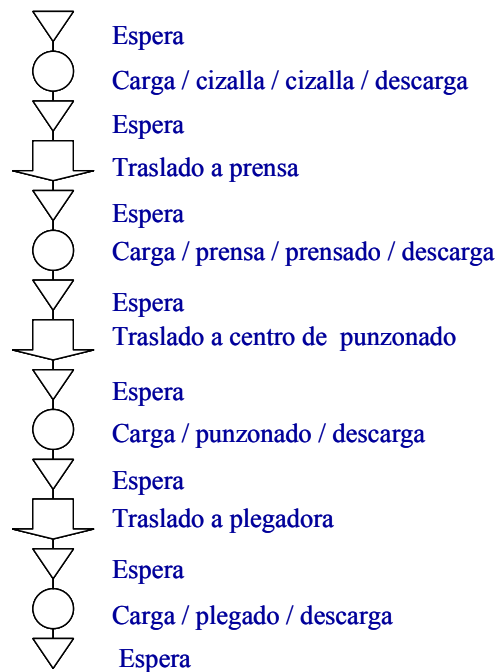 Espera
Carga / cizalla / cizalla / descarga
Espera
Traslado a prensa
Espera
Carga / prensa / prensado / descarga
Espera
Traslado a centro de punzonado
Espera
Carga / punzonado / descarga
Espera
Traslado a plegadora
Espera
Carga / plegado / descarga
Espera